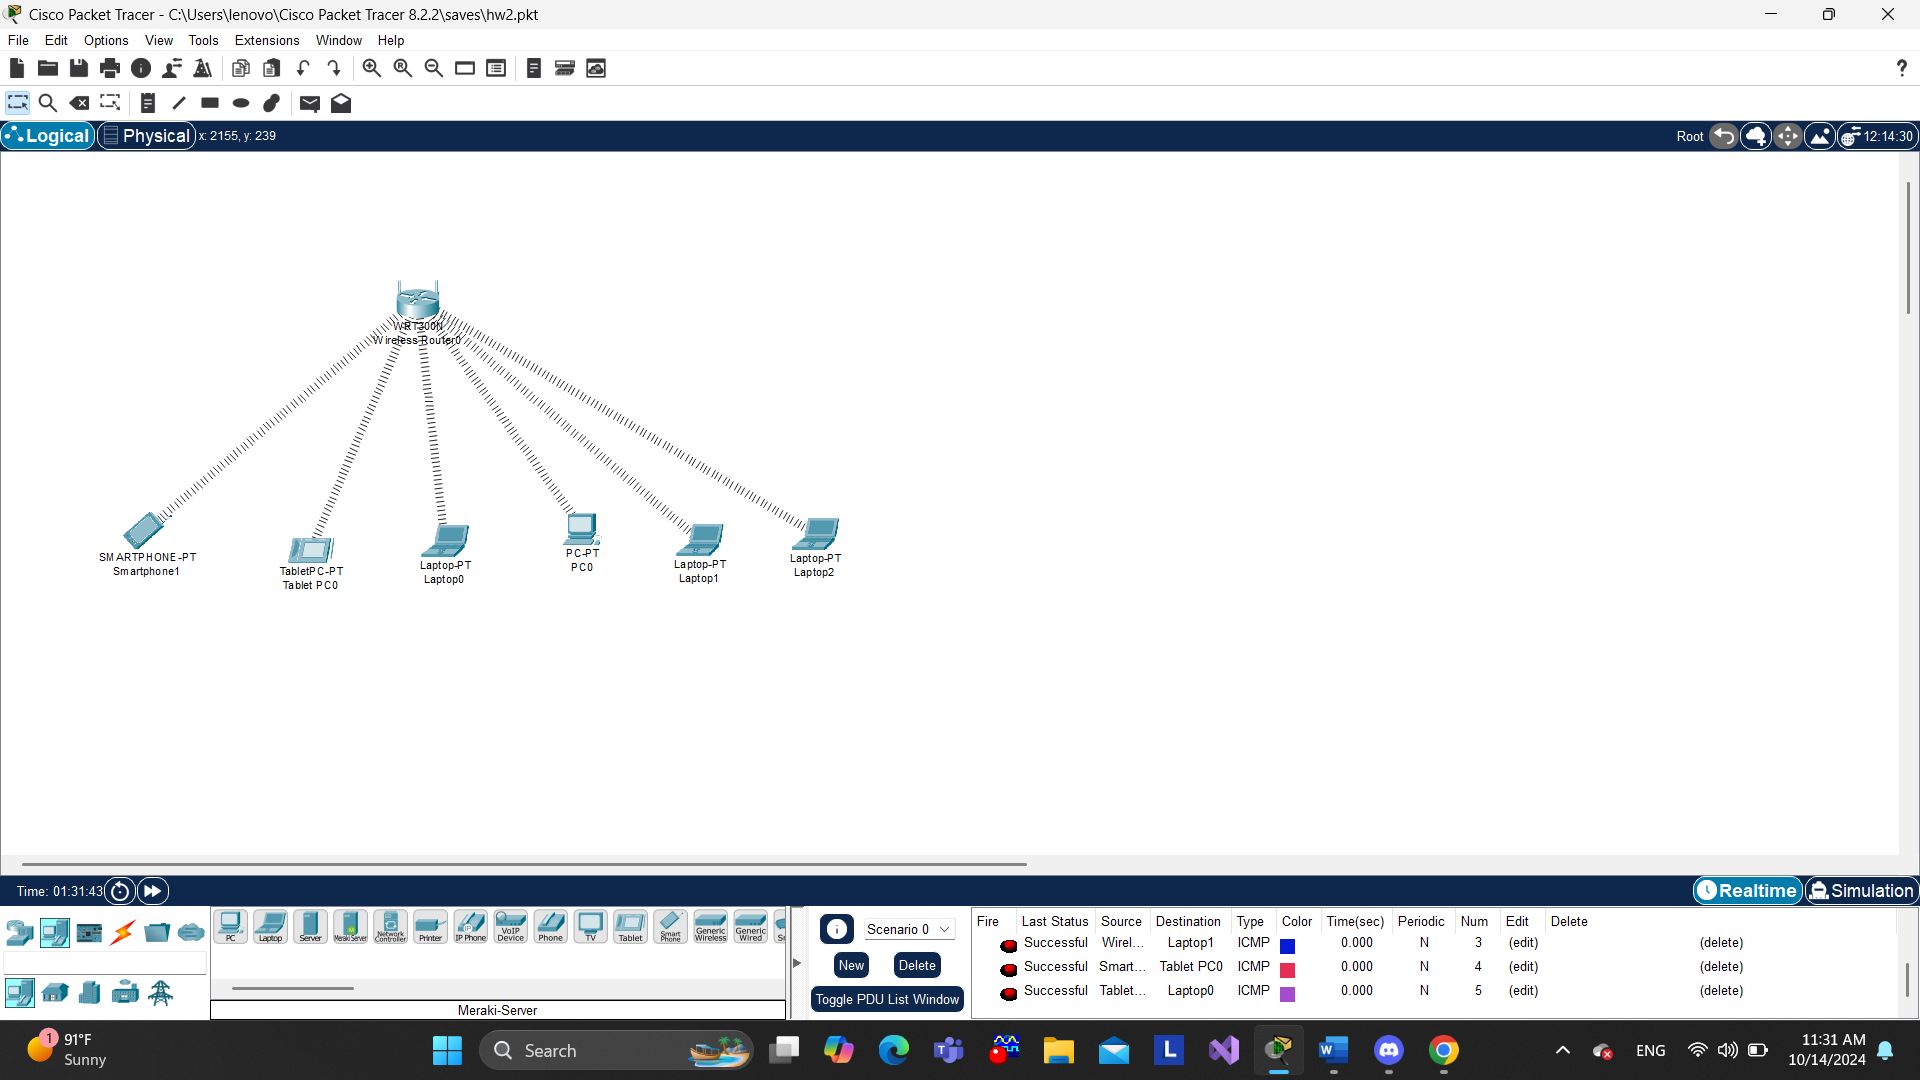 Cisco Packet Tracer - C:\Users\lenovo\Cisco Packet Tracer 8.2.2\saves\hw2.pkt
File Edit Options View Tools Extensions Window Help
?
Logical Physical x: 2155, y: 239 Root 12:14:30
WRT300N
Wireless Router0
SMARTPHONE-PT
Smartphone1
TabletPC-PT
Tablet PC0
Laptop-PT
Laptop0
PC-PT
PC0
Laptop-PT
Laptop1
Laptop-PT
Laptop2
Time: 01:31:43 Realtime Simulation
PC Laptop Server MerakiServer Network Controller Printer IP Phone VoIP Device Phone TV Tablet Smart Phone Generic Wireless Generic Wired
Meraki-Server
Scenario 0
New Delete
Toggle PDU List Window
Fire Last Status Source Destination Type Color Time(sec) Periodic Num Edit Delete
Successful Wirel... Laptop1 ICMP 0.000 N 3 (edit) (delete)
Successful Smart... Tablet PC0 ICMP 0.000 N 4 (edit) (delete)
Successful Tablet... Laptop0 ICMP 0.000 N 5 (edit) (delete)
1 91°F
Sunny
Search
L
W
ENG
11:31 AM
10/14/2024